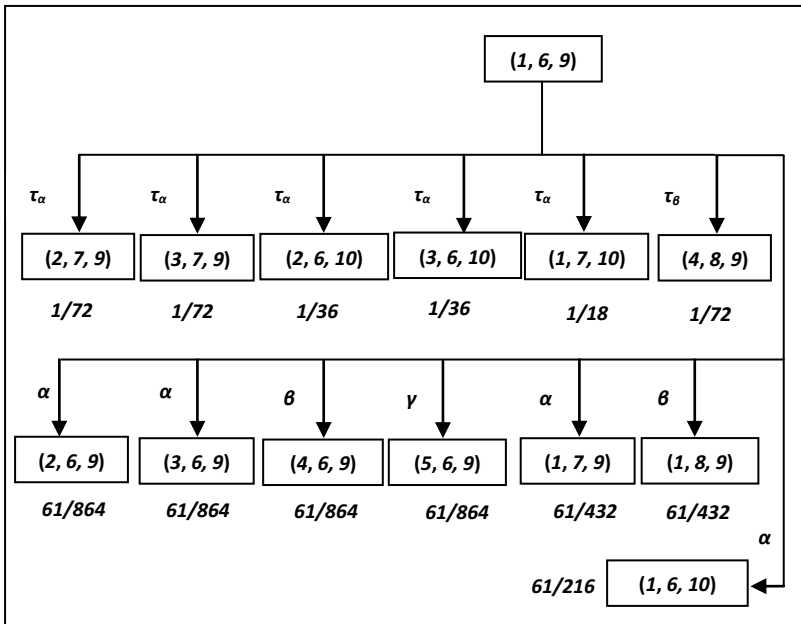 (1, 6, 9)
τα τα τα τα τα τβ
(2, 7, 9) (3, 7, 9) (2, 6, 10) (3, 6, 10) (1, 7, 10) (4, 8, 9)
1/72 1/72 1/36 1/36 1/18 1/72
α α β γ α β
(2, 6, 9) (3, 6, 9) (4, 6, 9) (5, 6, 9) (1, 7, 9) (1, 8, 9)
61/864 61/864 61/864 61/864 61/432 61/432
α
61/216 (1, 6, 10)